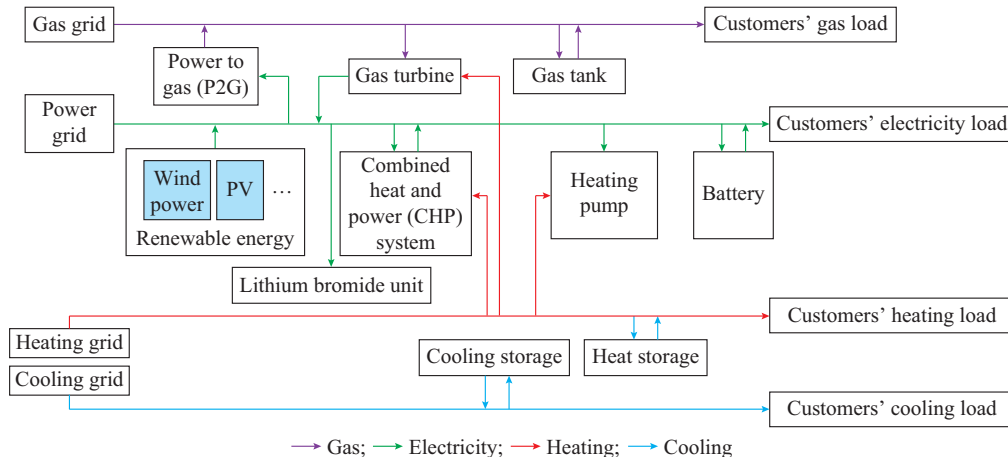 Gas grid
Customers’ gas load
Power to
gas (P2G)
Gas turbine
Gas tank
Power
grid
Customers’ electricity load
Wind
power
PV
…
Renewable energy
Combined
heat and
power (CHP)
system
Heating
pump
Battery
Lithium bromide unit
Customers’ heating load
Heating grid
Cooling storage
Heat storage
Cooling grid
Customers’ cooling load
Gas; Electricity; Heating; Cooling